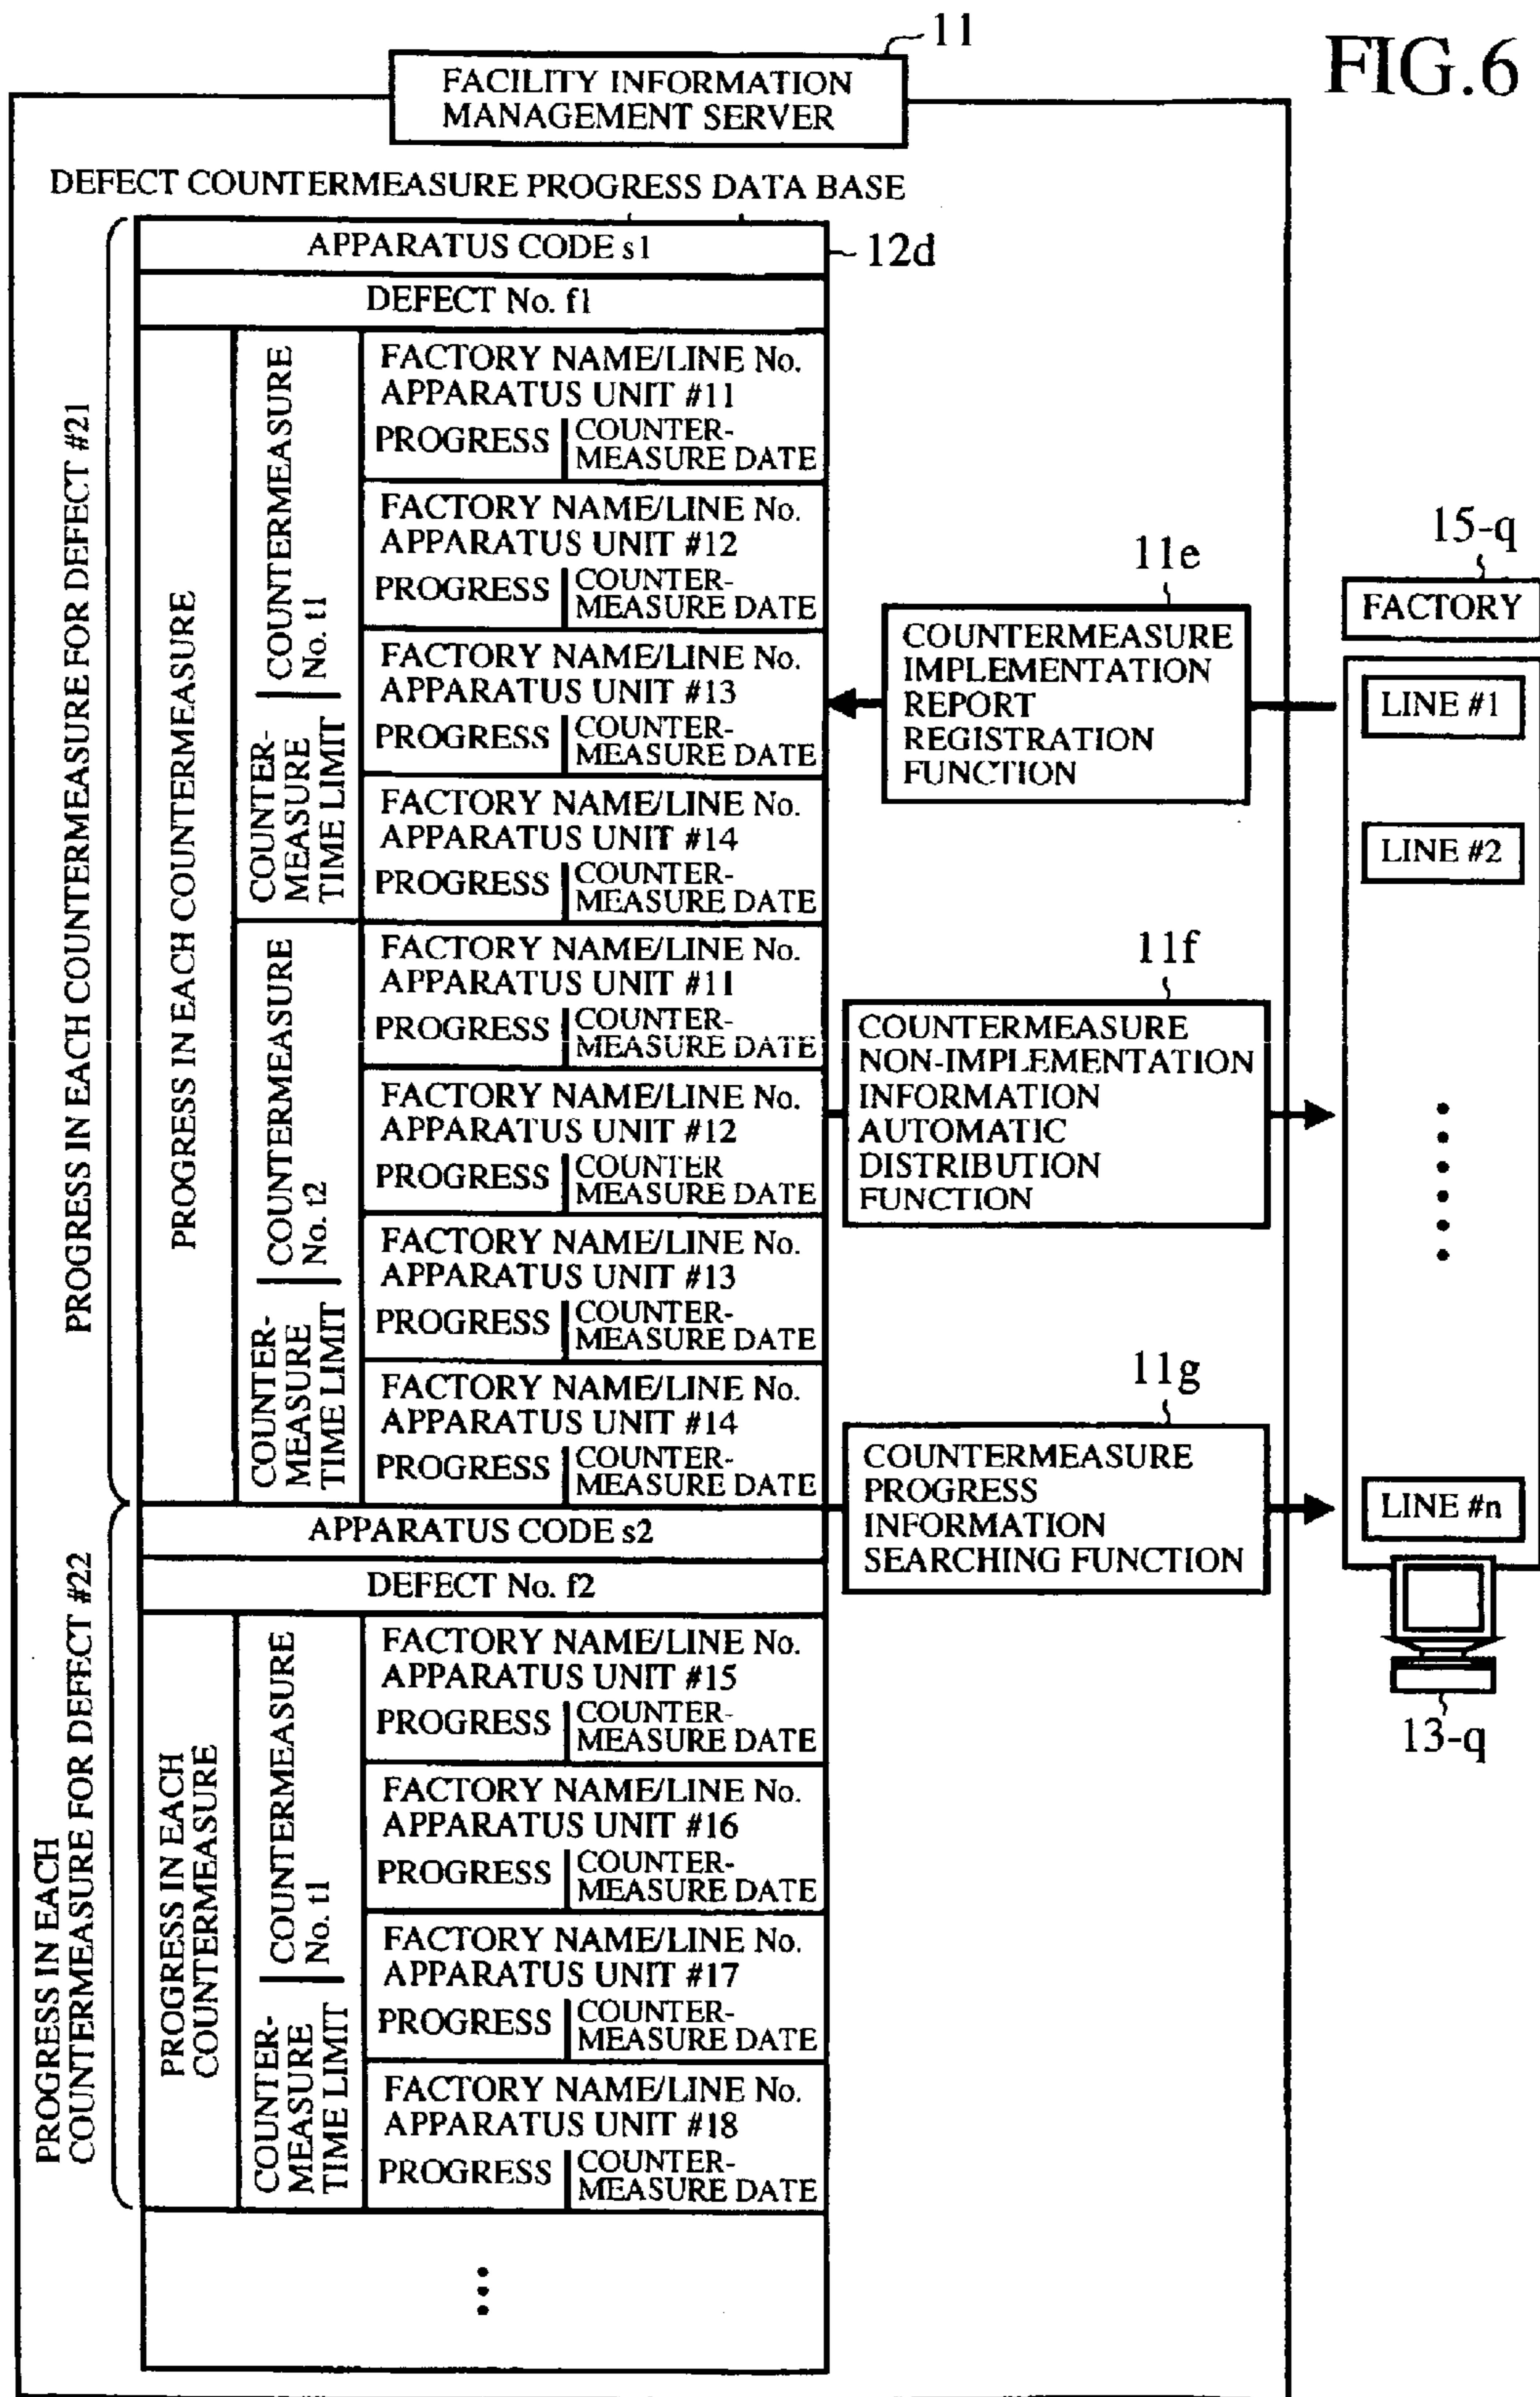 FIG.6
11
FACILITY INFORMATION
MANAGEMENT SERVER
DEFECT COUNTERMEASURE PROGRESS DATA BASE
12d
PROGRESS IN EACH COUNTERMEASURE FOR DEFECT #21
APPARATUS CODE s1
DEFECT No. f1
PROGRESS IN EACH COUNTERMEASURE
COUNTERMEASURE
No. t1
COUNTER-
MEASURE
TIME LIMIT
FACTORY NAME/LINE No.
APPARATUS UNIT #11
PROGRESS
COUNTER-
MEASURE DATE
FACTORY NAME/LINE No.
APPARATUS UNIT #12
PROGRESS
COUNTER-
MEASURE DATE
FACTORY NAME/LINE No.
APPARATUS UNIT #13
PROGRESS
COUNTER-
MEASURE DATE
FACTORY NAME/LINE No.
APPARATUS UNIT #14
PROGRESS
COUNTER-
MEASURE DATE
COUNTERMEASURE
No. t2
COUNTER-
MEASURE
TIME LIMIT
FACTORY NAME/LINE No.
APPARATUS UNIT #11
PROGRESS
COUNTER-
MEASURE DATE
FACTORY NAME/LINE No.
APPARATUS UNIT #12
PROGRESS
COUNTER
MEASURE DATE
FACTORY NAME/LINE No.
APPARATUS UNIT #13
PROGRESS
COUNTER-
MEASURE DATE
FACTORY NAME/LINE No.
APPARATUS UNIT #14
PROGRESS
COUNTER-
MEASURE DATE
PROGRESS IN EACH
COUNTERMEASURE FOR DEFECT #22
APPARATUS CODE s2
DEFECT No. f2
PROGRESS IN EACH
COUNTERMEASURE
COUNTERMEASURE
No. t1
COUNTER-
MEASURE
TIME LIMIT
FACTORY NAME/LINE No.
APPARATUS UNIT #15
PROGRESS
COUNTER-
MEASURE DATE
FACTORY NAME/LINE No.
APPARATUS UNIT #16
PROGRESS
COUNTER-
MEASURE DATE
FACTORY NAME/LINE No.
APPARATUS UNIT #17
PROGRESS
COUNTER-
MEASURE DATE
FACTORY NAME/LINE No.
APPARATUS UNIT #18
PROGRESS
COUNTER-
MEASURE DATE
11e
COUNTERMEASURE
IMPLEMENTATION
REPORT
REGISTRATION
FUNCTION
11f
COUNTERMEASURE
NON-IMPLEMENTATION
INFORMATION
AUTOMATIC
DISTRIBUTION
FUNCTION
11g
COUNTERMEASURE
PROGRESS
INFORMATION
SEARCHING FUNCTION
15-q
FACTORY
LINE #1
LINE #2
LINE #n
13-q